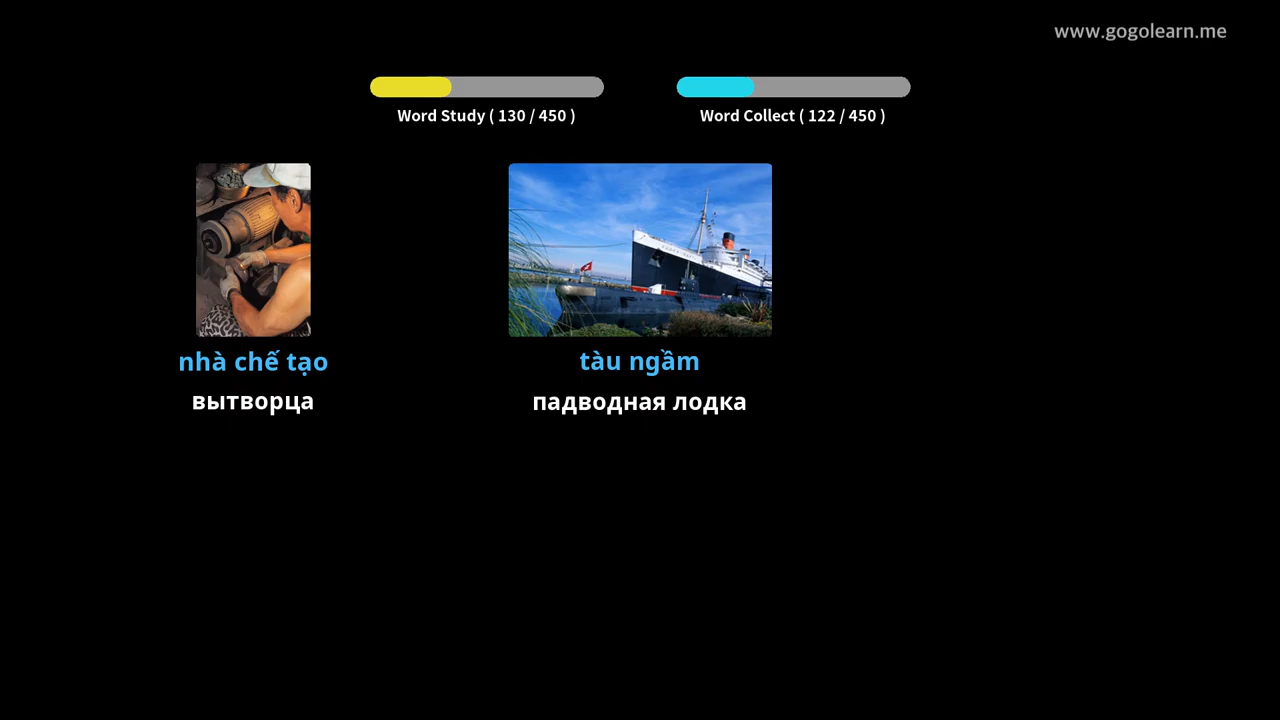 www.gogolearn.me
Word Study ( 130 / 450 )
Word Collect ( 122 / 450 )
nhà chế tạo
вытворца
tàu ngầm
падводная лодка